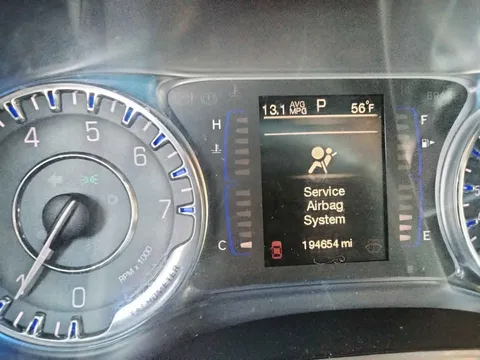 13.1 AVG MPG P 56°F
H
F
4 5 6 7
Service
Airbag
System
C
E
194654 mi
1 0
RPM x 1000